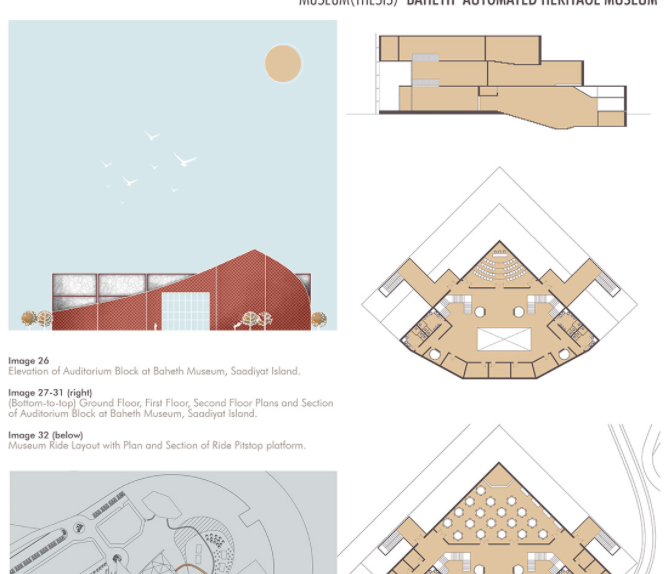 MUSEUM(THESIS) "BAHETH" AUTOMATED HERITAGE MUSEUM
Image 26
Elevation of Auditorium Block at Baheth Museum, Saadiyat Island.
Image 27-31 (right)
(Bottom-to-top) Ground Floor, First Floor, Second Floor Plans and Section
of Auditorium Block at Baheth Museum, Saadiyat Island.
Image 32 (below)
Museum Ride Layout with Plan and Section of Ride Pitstop platform.